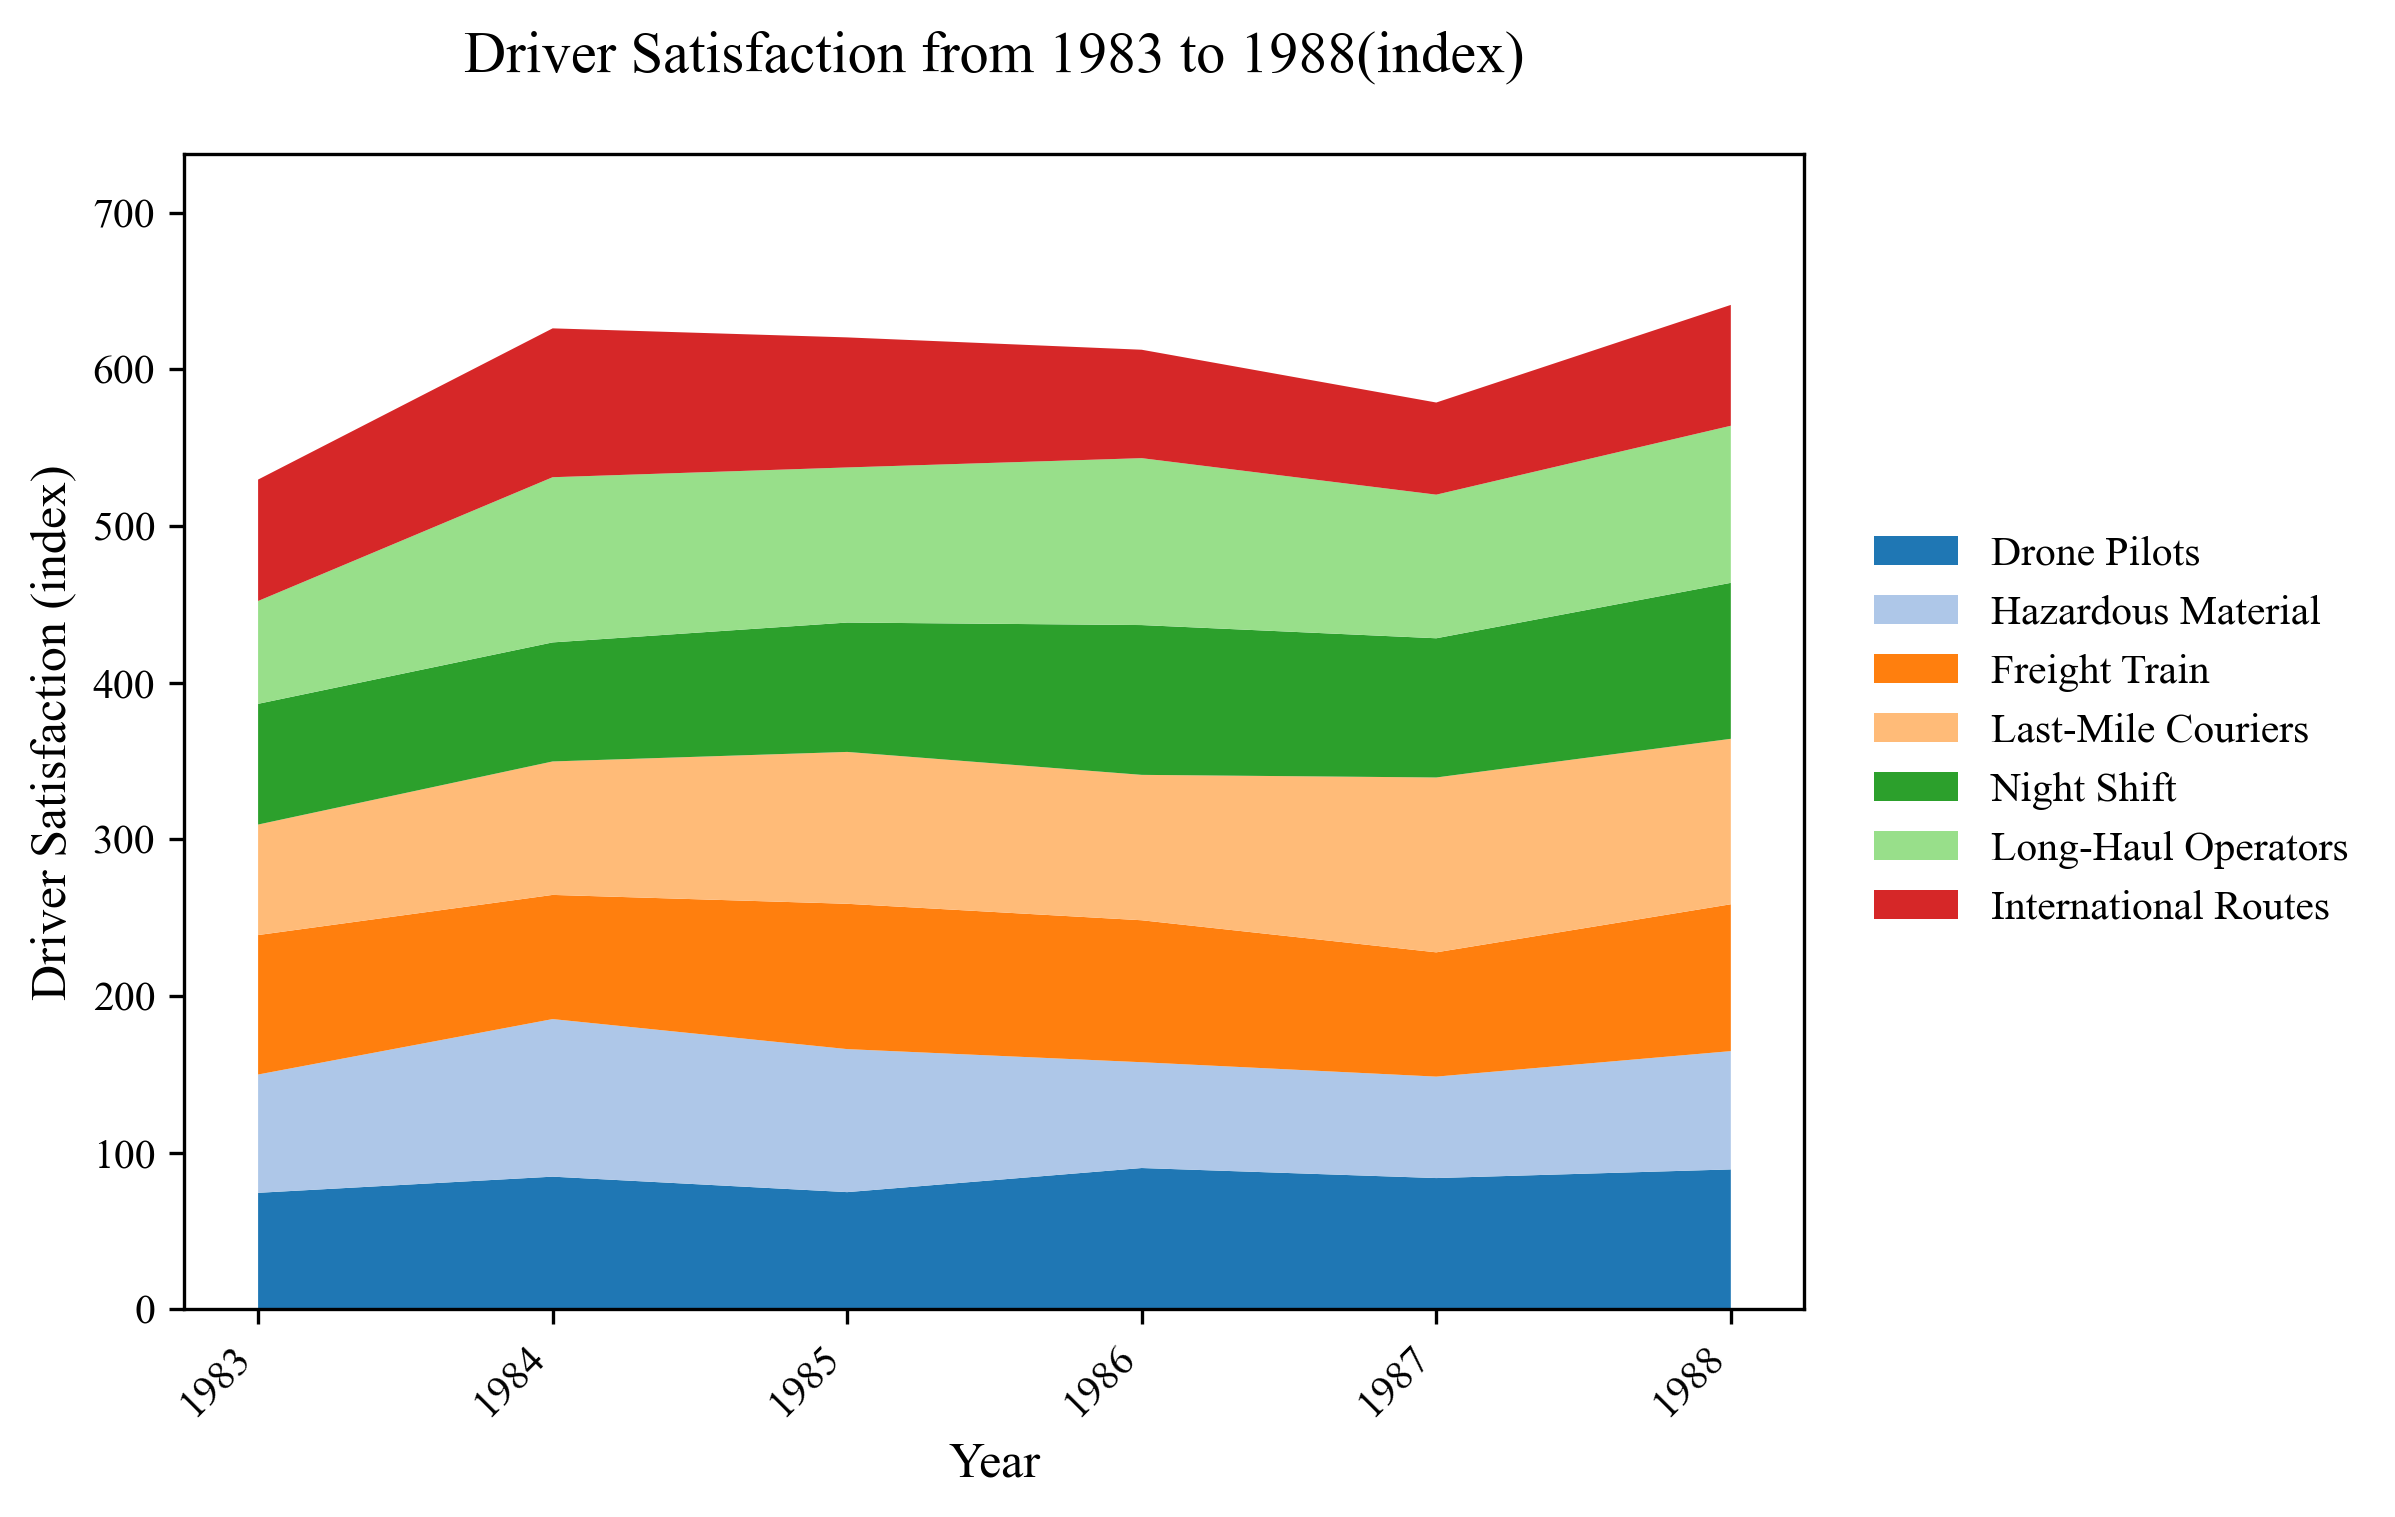 Driver Satisfaction from 1983 to 1988(index)
Driver Satisfaction (index)
700
600
500
400
300
200
100
0
1983
1984
1985
1986
1987
1988
Year
Drone Pilots
Hazardous Material
Freight Train
Last-Mile Couriers
Night Shift
Long-Haul Operators
International Routes